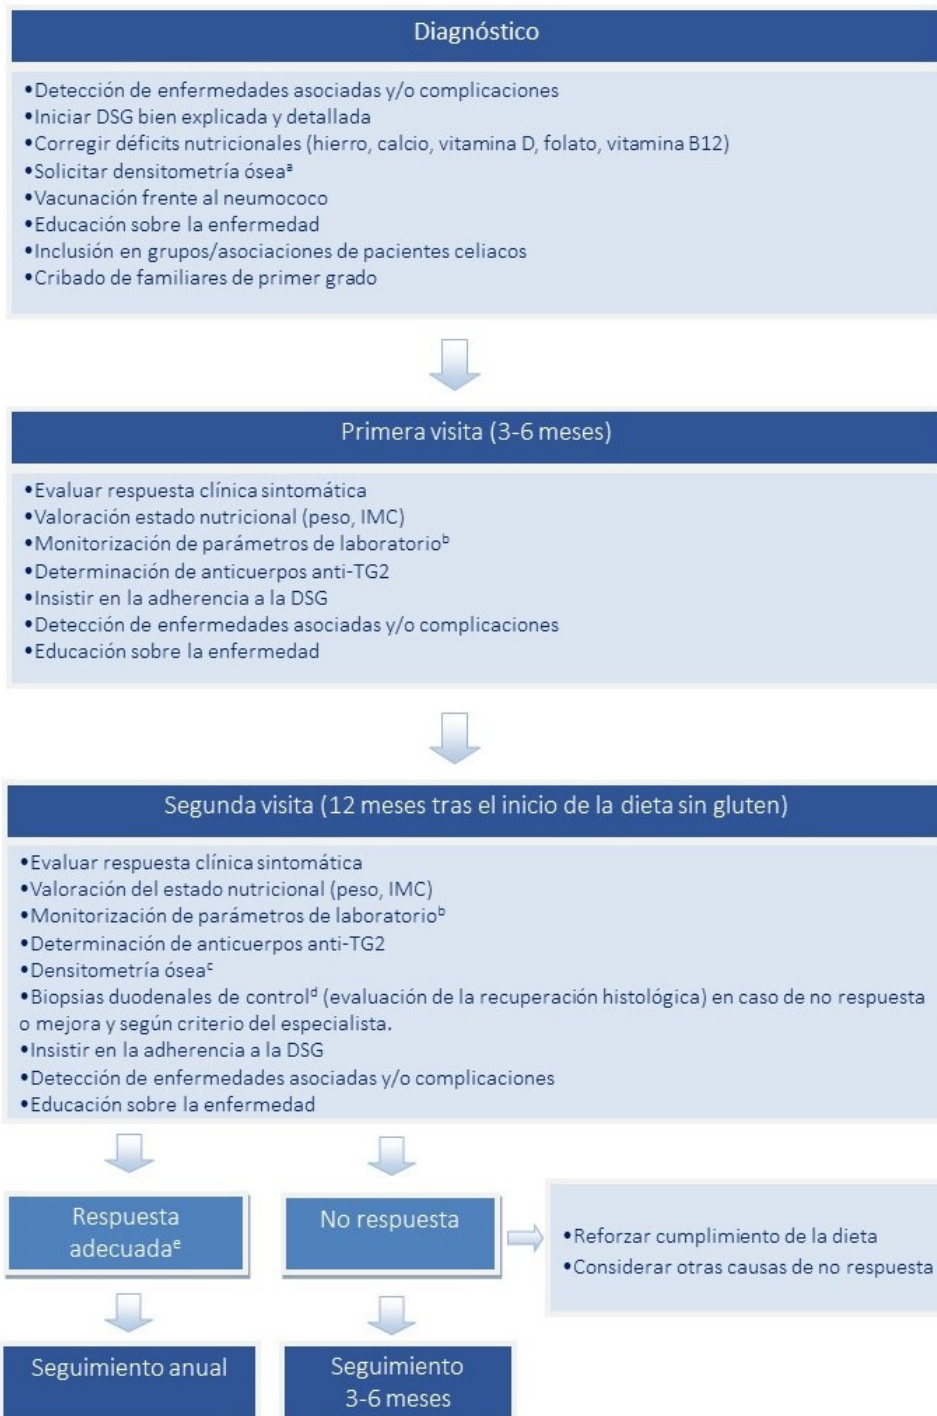 Diagnóstico
•Detección de enfermedades asociadas y/o complicaciones
•Iniciar DSG bien explicada y detallada
•Corregir déficits nutricionales (hierro, calcio, vitamina D, folato, vitamina B12)
•Solicitar densitometría óseaᵃ
•Vacunación frente al neumococo
•Educación sobre la enfermedad
•Inclusión en grupos/asociaciones de pacientes celiacos
•Cribado de familiares de primer grado
Primera visita (3-6 meses)
•Evaluar respuesta clínica sintomática
•Valoración estado nutricional (peso, IMC)
•Monitorización de parámetros de laboratorioᵇ
•Determinación de anticuerpos anti-TG2
•Insistir en la adherencia a la DSG
•Detección de enfermedades asociadas y/o complicaciones
•Educación sobre la enfermedad
Segunda visita (12 meses tras el inicio de la dieta sin gluten)
•Evaluar respuesta clínica sintomática
•Valoración del estado nutricional (peso, IMC)
•Monitorización de parámetros de laboratorioᵇ
•Determinación de anticuerpos anti-TG2
•Densitometría óseaᶜ
•Biopsias duodenales de controlᵈ (evaluación de la recuperación histológica) en caso de no respuesta
o mejora y según criterio del especialista.
•Insistir en la adherencia a la DSG
•Detección de enfermedades asociadas y/o complicaciones
•Educación sobre la enfermedad
Respuesta
adecuadaᵉ
No respuesta
•Reforzar cumplimiento de la dieta
•Considerar otras causas de no respuesta
Seguimiento anual
Seguimiento
3-6 meses